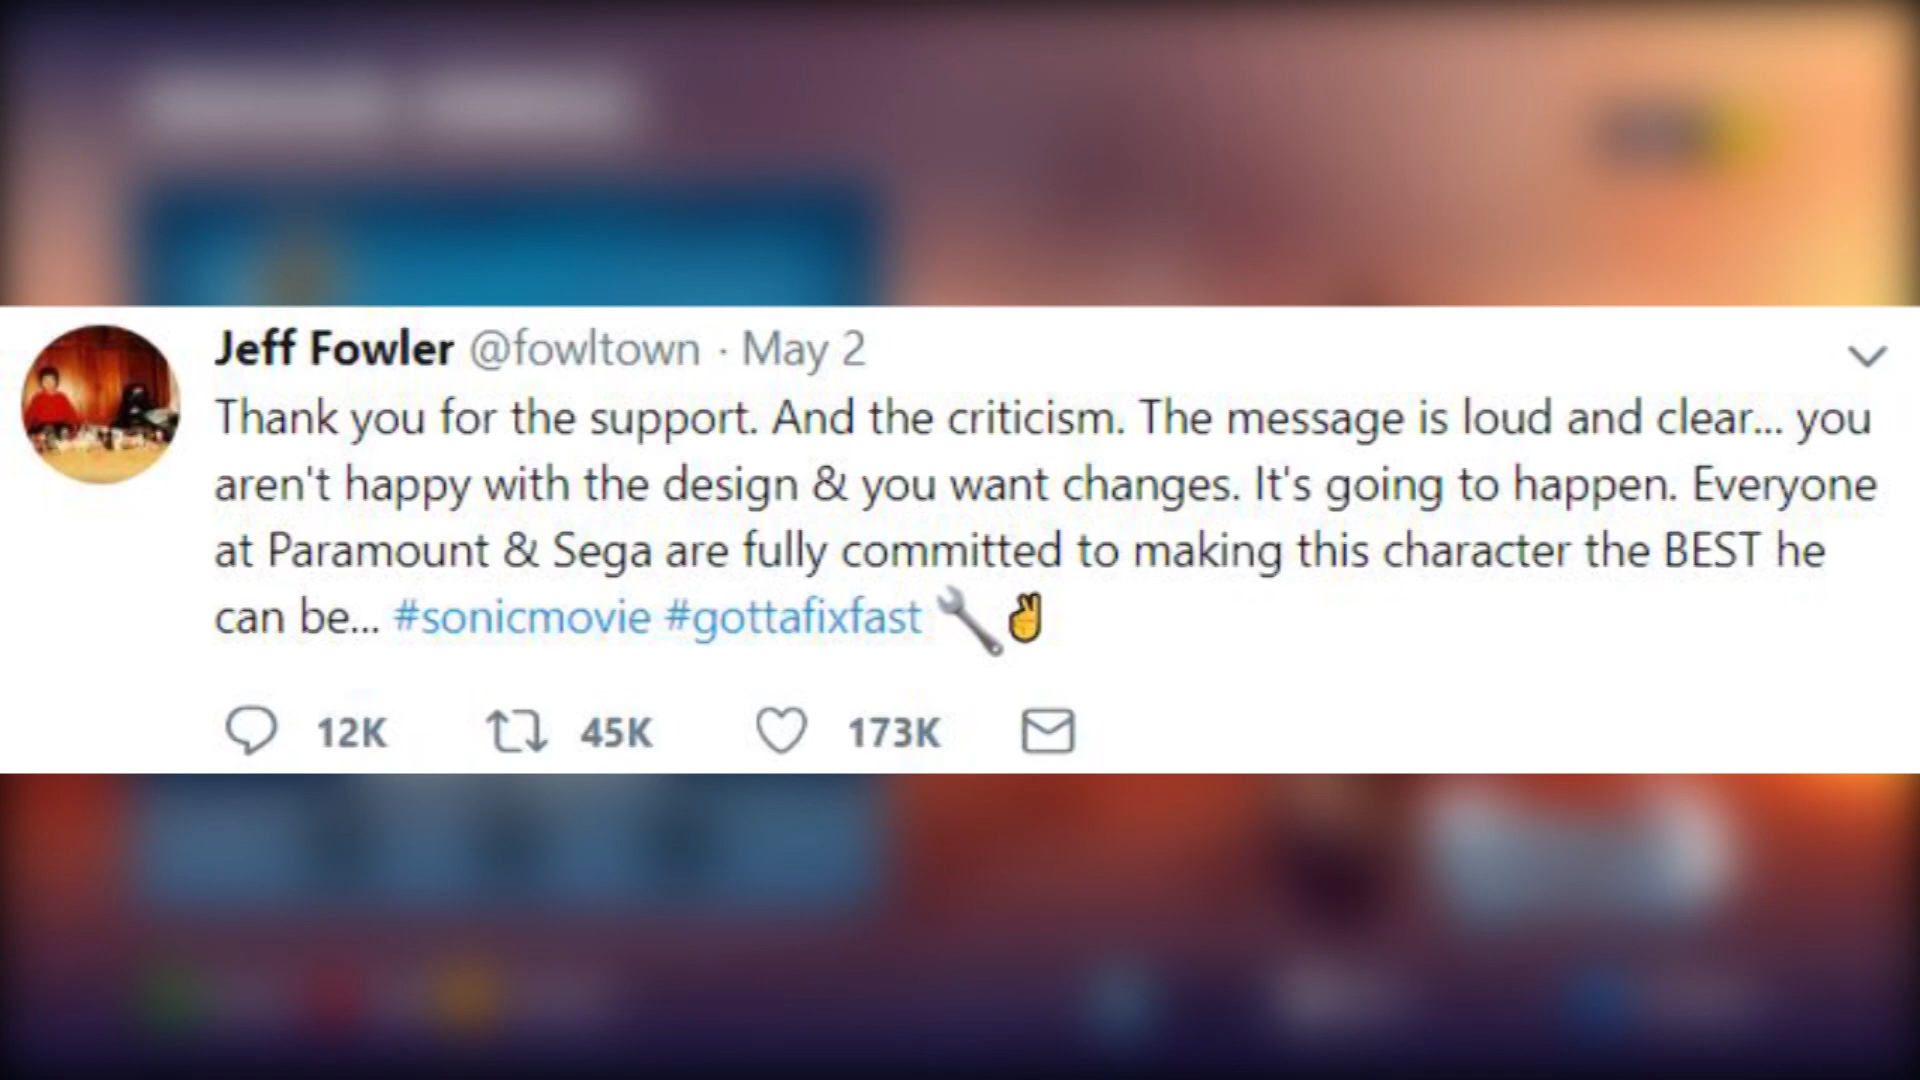 Jeff Fowler @fowltown · May 2
Thank you for the support. And the criticism. The message is loud and clear... you
aren't happy with the design & you want changes. It's going to happen. Everyone
at Paramount & Sega are fully committed to making this character the BEST he
can be... #sonicmovie #gottafixfast 🔧✌️
12K 45K 173K